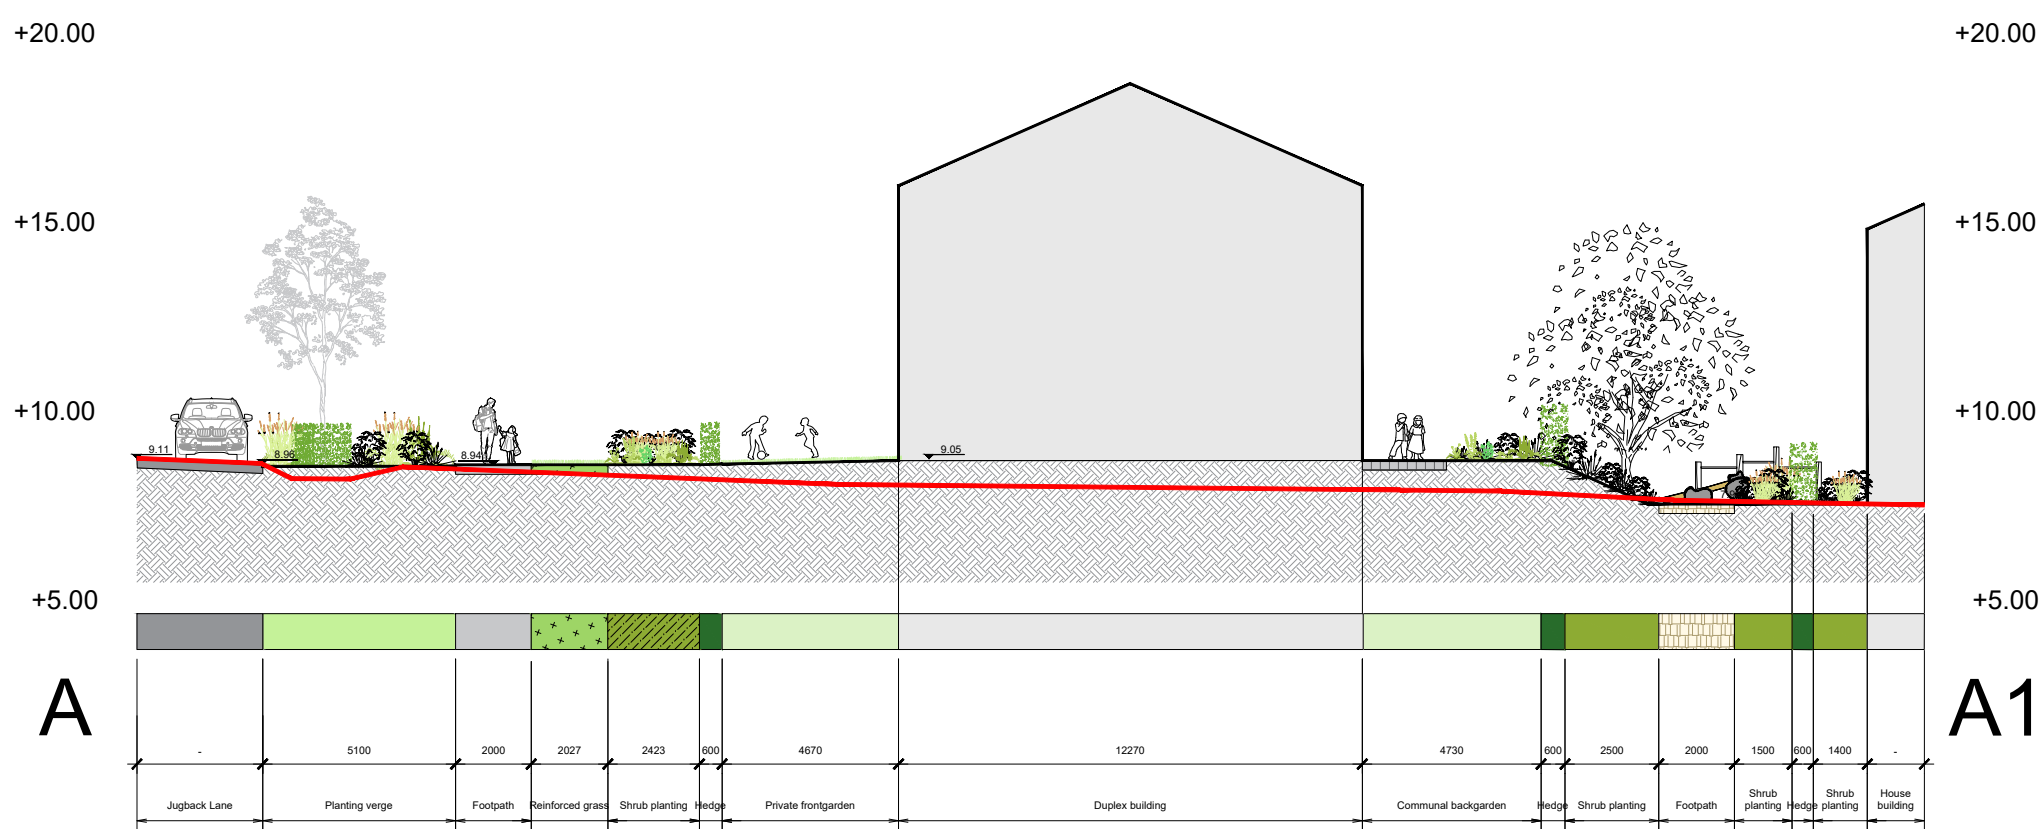 +20.00 +20.00
+15.00 +15.00
+10.00 +10.00
9.11 8.96 8.94 9.05
+5.00 +5.00
A A1
- 5100 2000 2027 2423 600 4670 12270 4730 600 2500 2000 1500 600 1400 -
Jugback Lane Planting verge Footpath Reinforced grass Shrub planting Hedge Private frontgarden Duplex building Communal backgarden Hedge Shrub planting Footpath Shrub planting Hedge Shrub planting House building